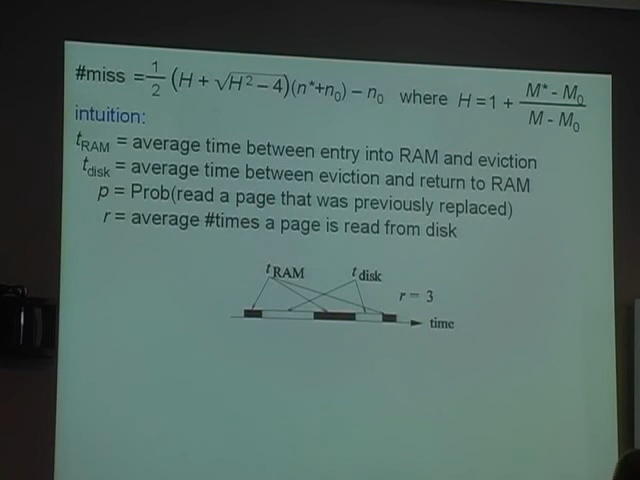 #miss = 1/2 (H + √H² − 4)(n*+n₀) − n₀ where H = 1 + M* - M₀ / M - M₀
intuition:
t_RAM = average time between entry into RAM and eviction
t_disk = average time between eviction and return to RAM
p = Prob(read a page that was previously replaced)
r = average #times a page is read from disk
t_RAM t_disk
r = 3
time